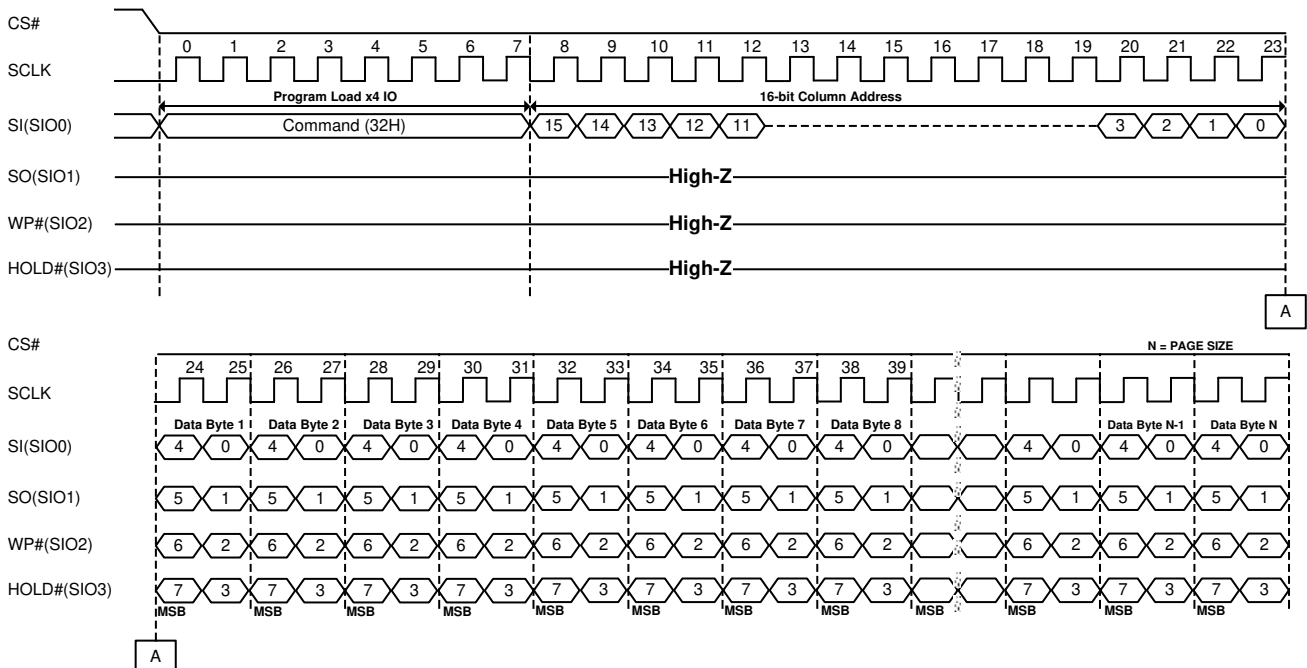 CS#
0 1 2 3 4 5 6 7 8 9 10 11 12 13 14 15 16 17 18 19 20 21 22 23
SCLK
Program Load x4 IO 16-bit Column Address
SI(SIO0) Command (32H) 15 14 13 12 11 3 2 1 0
SO(SIO1) High-Z
WP#(SIO2) High-Z
HOLD#(SIO3) High-Z
A
CS#
N = PAGE SIZE
24 25 26 27 28 29 30 31 32 33 34 35 36 37 38 39
SCLK
Data Byte 1 Data Byte 2 Data Byte 3 Data Byte 4 Data Byte 5 Data Byte 6 Data Byte 7 Data Byte 8 Data Byte N-1 Data Byte N
SI(SIO0) 4 0 4 0 4 0 4 0 4 0 4 0 4 0 4 0 4 0 4 0 4 0
SO(SIO1) 5 1 5 1 5 1 5 1 5 1 5 1 5 1 5 1 5 1 5 1 5 1
WP#(SIO2) 6 2 6 2 6 2 6 2 6 2 6 2 6 2 6 2 6 2 6 2 6 2
HOLD#(SIO3) 7 3 7 3 7 3 7 3 7 3 7 3 7 3 7 3 7 3 7 3 7 3
MSB MSB MSB MSB MSB MSB MSB MSB MSB MSB MSB MSB
A